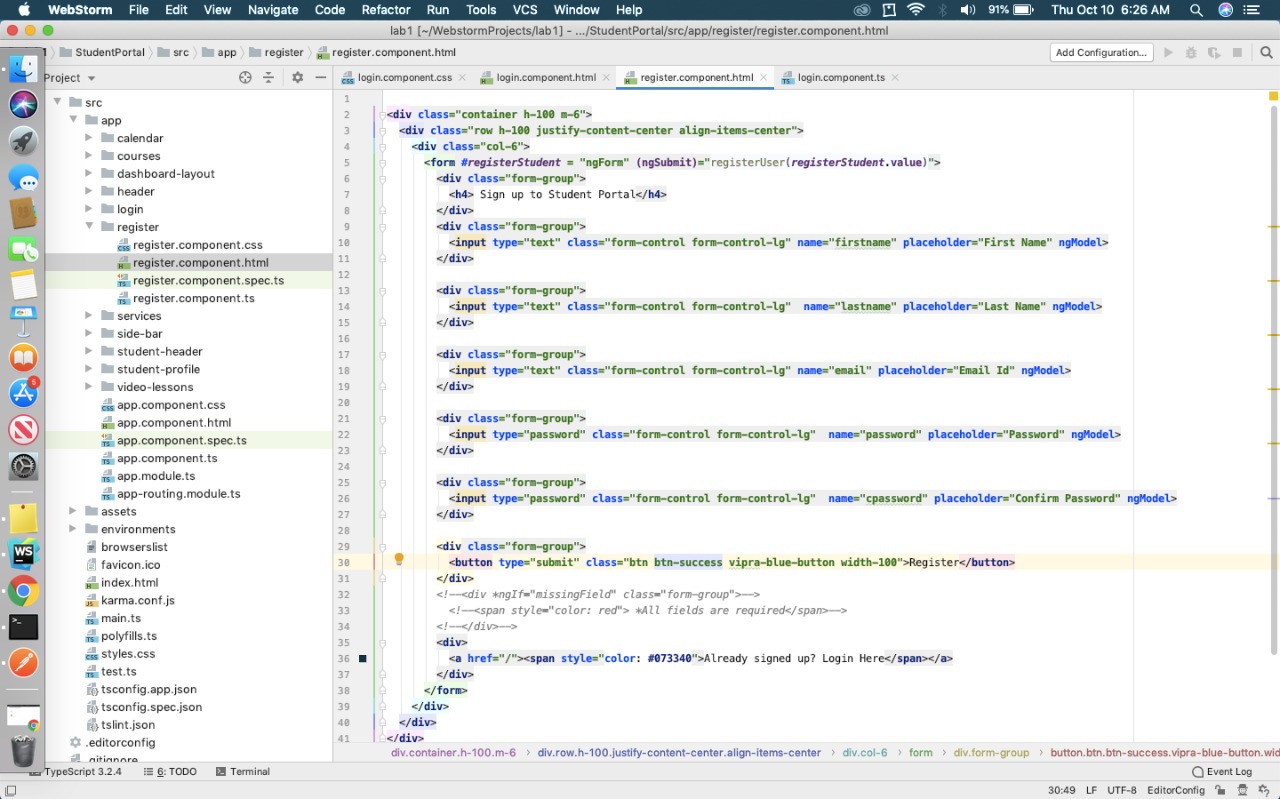 WebStorm File Edit View Navigate Code Refactor Run Tools VCS Window Help 91% Thu Oct 10 6:26 AM
lab1 [~/WebstormProjects/lab1] - .../StudentPortal/src/app/register/register.component.html
StudentPortal src app register register.component.html Add Configuration...
Project login.component.css login.component.html register.component.html login.component.ts
src
app
calendar
courses
dashboard-layout
header
login
register
register.component.css
register.component.html
register.component.spec.ts
register.component.ts
services
side-bar
student-header
student-profile
video-lessons
app.component.css
app.component.html
app.component.spec.ts
app.component.ts
app.module.ts
app-routing.module.ts
assets
environments
browserslist
favicon.ico
index.html
karma.conf.js
main.ts
polyfills.ts
styles.css
test.ts
tsconfig.app.json
tsconfig.spec.json
tslint.json
.editorconfig
.gitignore
5
WS
1
2 <div class="container h-100 m-6">
3 <div class="row h-100 justify-content-center align-items-center">
4 <div class="col-6">
5 <form #registerStudent = "ngForm" (ngSubmit)="registerUser(registerStudent.value)">
6 <div class="form-group">
7 <h4> Sign up to Student Portal</h4>
8 </div>
9 <div class="form-group">
10 <input type="text" class="form-control form-control-lg" name="firstname" placeholder="First Name" ngModel>
11 </div>
12
13 <div class="form-group">
14 <input type="text" class="form-control form-control-lg" name="lastname" placeholder="Last Name" ngModel>
15 </div>
16
17 <div class="form-group">
18 <input type="text" class="form-control form-control-lg" name="email" placeholder="Email Id" ngModel>
19 </div>
20
21 <div class="form-group">
22 <input type="password" class="form-control form-control-lg" name="password" placeholder="Password" ngModel>
23 </div>
24
25 <div class="form-group">
26 <input type="password" class="form-control form-control-lg" name="cpassword" placeholder="Confirm Password" ngModel>
27 </div>
28
29 <div class="form-group">
30 <button type="submit" class="btn btn-success vipra-blue-button width-100">Register</button>
31 </div>
32 <!--<div *ngIf="missingField" class="form-group">-->
33 <!--<span style="color: red"> *All fields are required</span>-->
34 <!--</div>-->
35 <div>
36 <a href="/"><span style="color: #073340">Already signed up? Login Here</span></a>
37 </div>
38 </form>
39 </div>
40 </div>
41 </div>
div.container.h-100.m-6 › div.row.h-100.justify-content-center.align-items-center › div.col-6 › form › div.form-group › button.btn.btn-success.vipra-blue-button.wid
TypeScript 3.2.4 6: TODO Terminal Event Log
30:49 LF UTF-8 EditorConfig